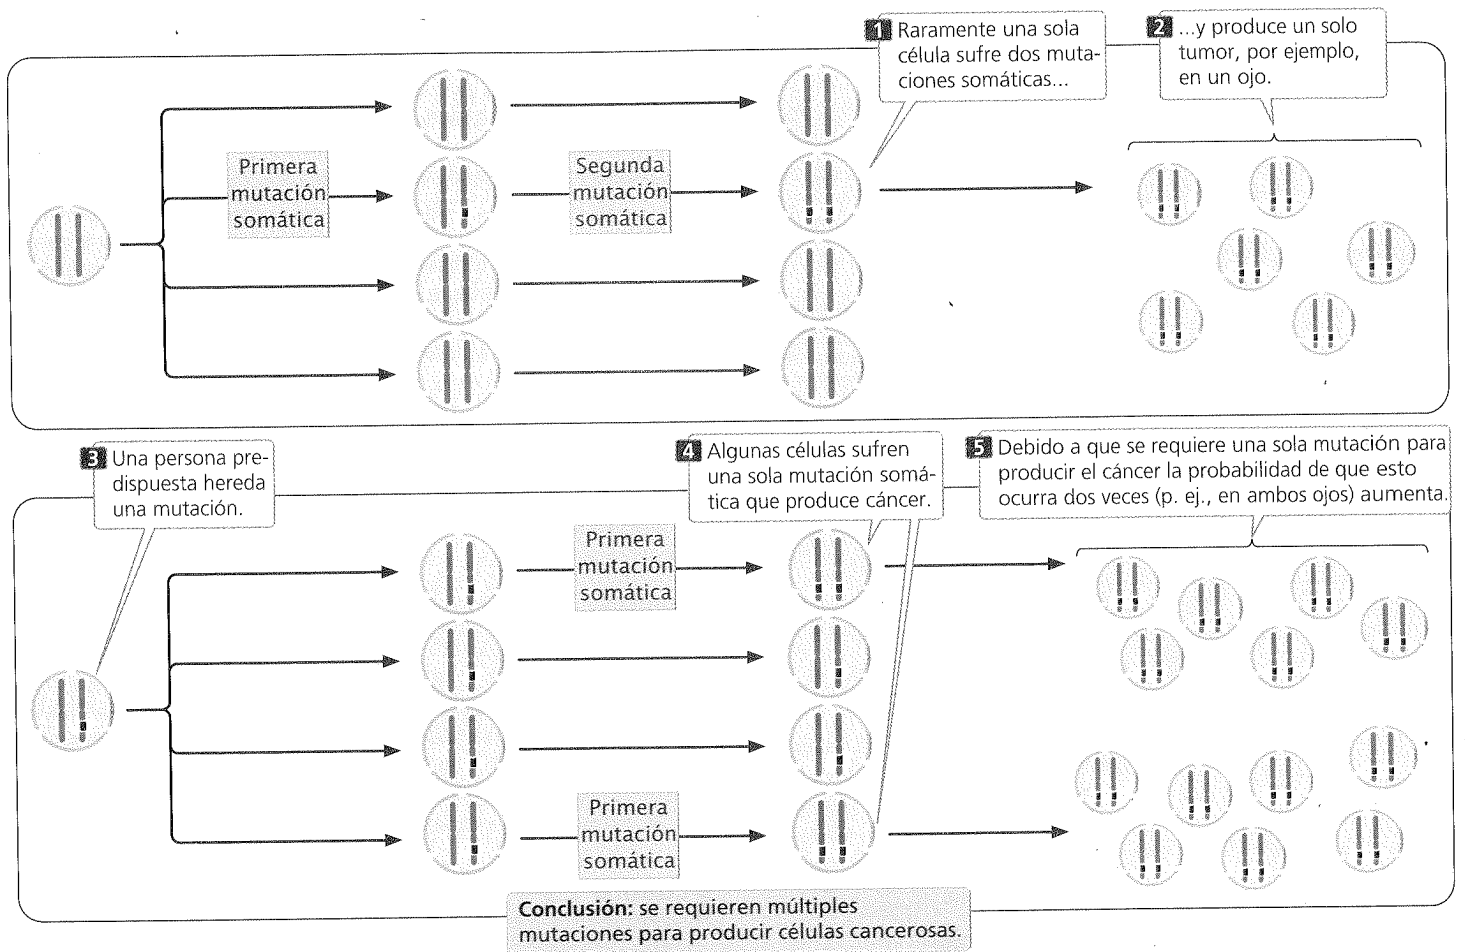 1 Raramente una sola
célula sufre dos muta-
ciones somáticas...
2 ...y produce un solo
tumor, por ejemplo,
en un ojo.
Primera
mutación
somática
Segunda
mutación
somática
3 Una persona pre-
dispuesta hereda
una mutación.
4 Algunas células sufren
una sola mutación somá-
tica que produce cáncer.
5 Debido a que se requiere una sola mutación para
producir el cáncer la probabilidad de que esto
ocurra dos veces (p. ej., en ambos ojos) aumenta.
Primera
mutación
somática
Primera
mutación
somática
Conclusión: se requieren múltiples
mutaciones para producir células cancerosas.